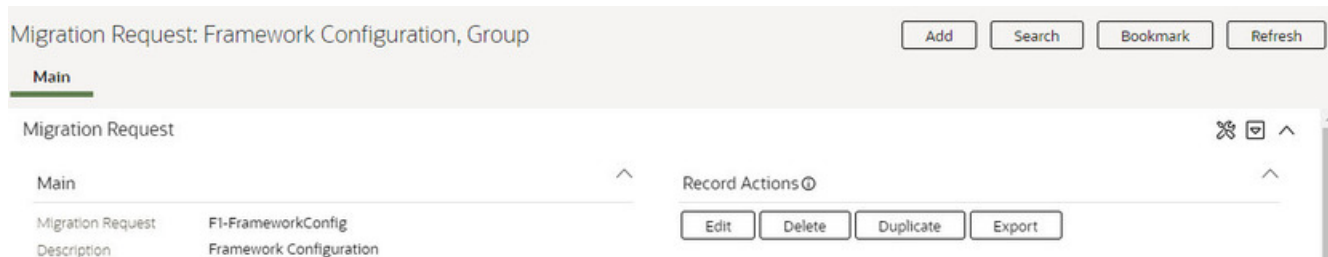 Migration Request: Framework Configuration, Group
Add Search Bookmark Refresh
Main
Migration Request
Main
Record Actions
Migration Request F1-FrameworkConfig
Edit Delete Duplicate Export
Description Framework Configuration